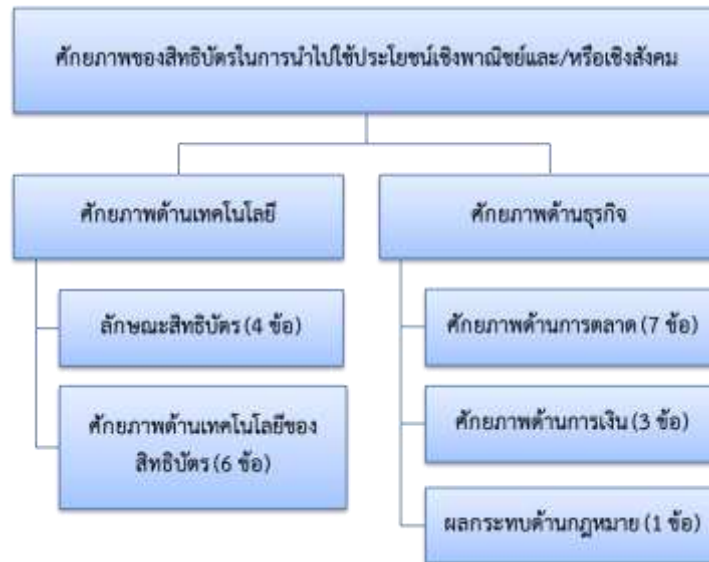 ศักยภาพของสิทธิบัตรในการนำไปใช้ประโยชน์เชิงพาณิชย์และ/หรือเชิงสังคม
ศักยภาพด้านเทคโนโลยี
ลักษณะสิทธิบัตร (4 ข้อ)
ศักยภาพด้านเทคโนโลยีของ
สิทธิบัตร (6 ข้อ)
ศักยภาพด้านธุรกิจ
ศักยภาพด้านการตลาด (7 ข้อ)
ศักยภาพด้านการเงิน (3 ข้อ)
ผลกระทบด้านกฎหมาย (1 ข้อ)